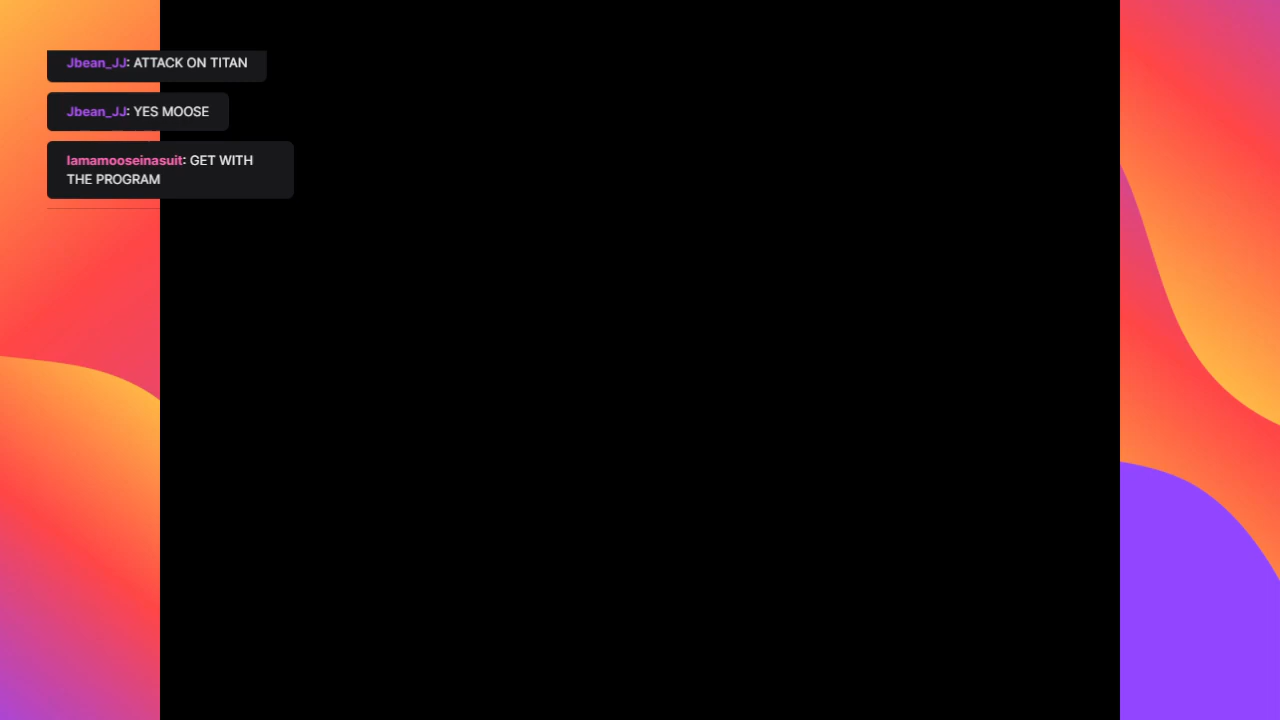 Jbean_JJ: ATTACK ON TITAN
Jbean_JJ: YES MOOSE
Iamamooseinasuit: GET WITH
THE PROGRAM